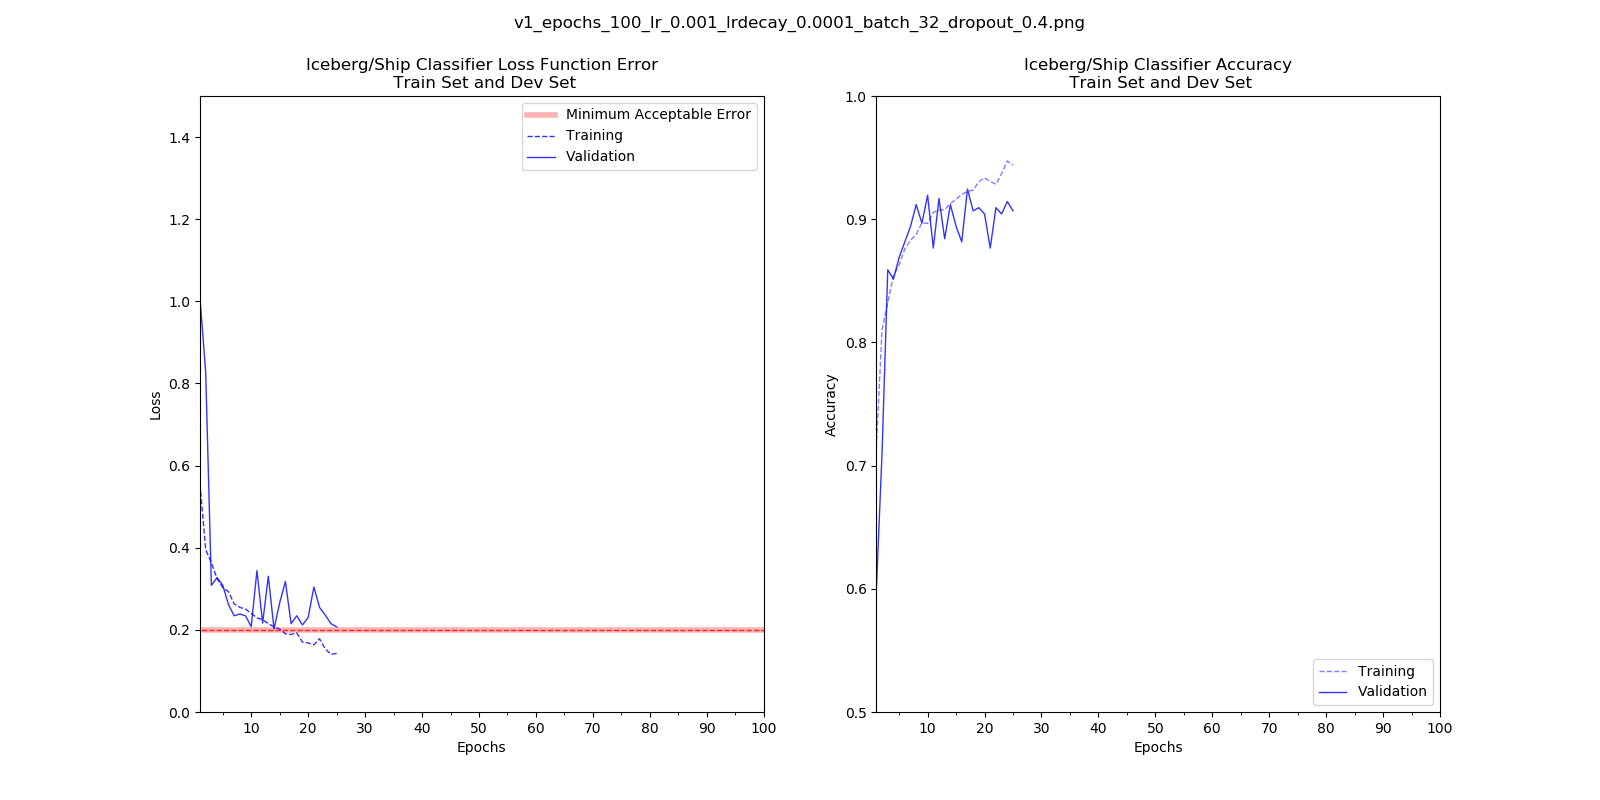 v1_epochs_100_lr_0.001_lrdecay_0.0001_batch_32_dropout_0.4.png
Iceberg/Ship Classifier Loss Function Error
Train Set and Dev Set
Minimum Acceptable Error
Training
Validation
1.4
1.2
1.0
0.8
0.6
0.4
0.2
0.0
Loss
10 20 30 40 50 60 70 80 90 100
Epochs
Iceberg/Ship Classifier Accuracy
Train Set and Dev Set
1.0
0.9
0.8
0.7
0.6
0.5
Accuracy
Training
Validation
10 20 30 40 50 60 70 80 90 100
Epochs